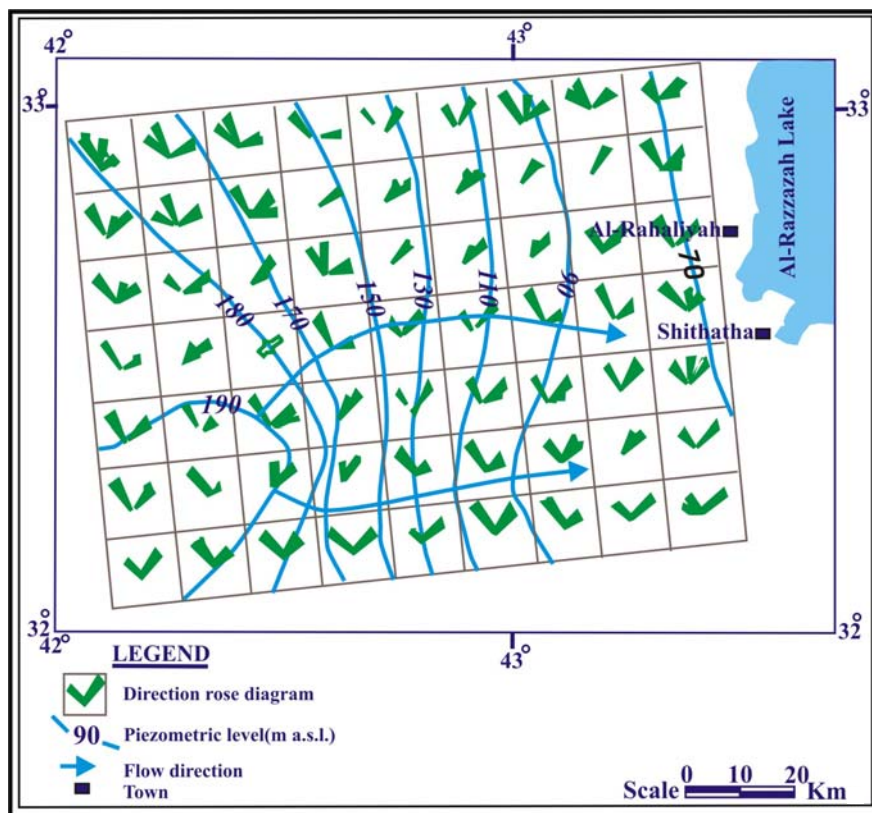 42°
43°
33°
33°
Al-Razzazah Lake
Al-Rahaliyah
70
180
170
150
130
110
90
Shithatha
190
32°
32°
42°
43°
LEGEND
Direction rose diagram
90 Piezometric level(m a.s.l.)
Flow direction
Town
Scale 0 10 20 Km